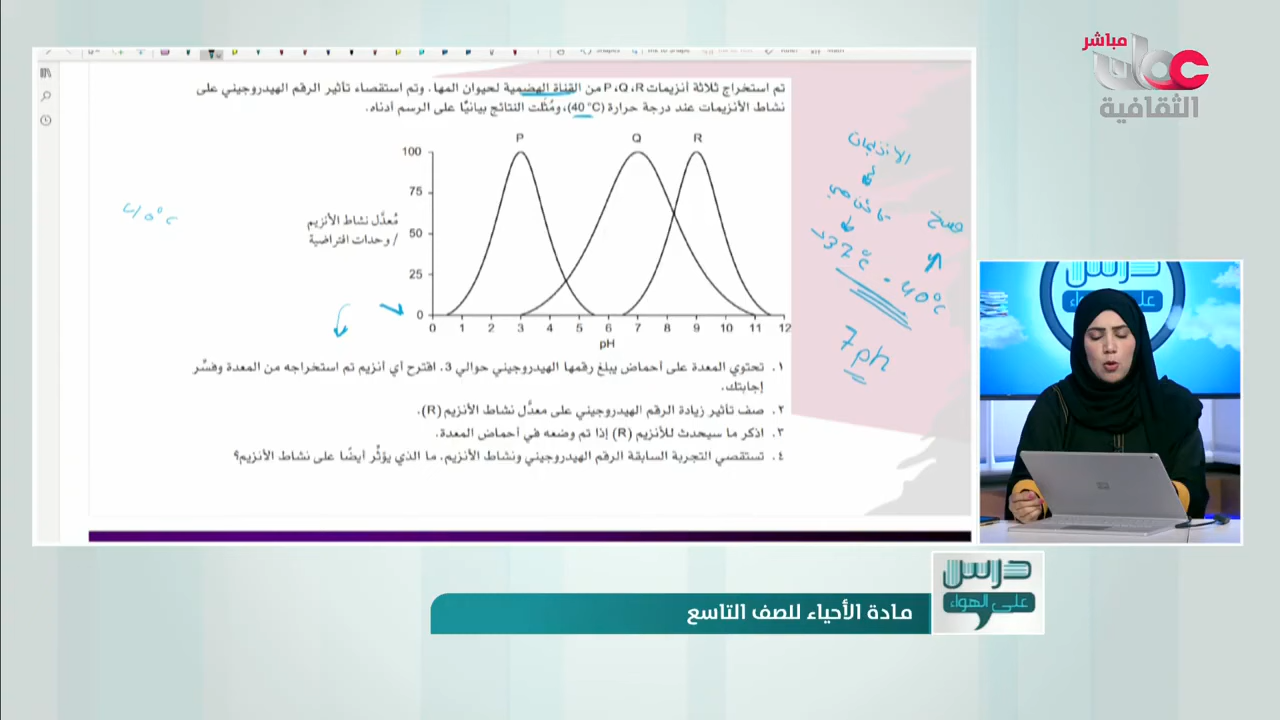 مباشر
عمان
الثقافية
تم استخراج ثلاثة أنزيمات P ،Q ،R من القناة الهضمية لحيوان المها. وتم استقصاء تأثير الرقم الهيدروجيني على
نشاط الأنزيمات عند درجة حرارة (40 °C)، ومُثِّلت النتائج بيانيًّا على الرسم أدناه.
P Q R
100
75
50
25
0
مُعدَّل نشاط الأنزيم
/ وحدات افتراضية
0 1 2 3 4 5 6 7 8 9 10 11 12
pH
40°C
الأنزيمات
37°C
40°C
7 pH
١. تحتوي المعدة على أحماض يبلغ رقمها الهيدروجيني حوالي 3. اقترح أي أنزيم تم استخراجه من المعدة وفسِّر
إجابتك.
٢. صف تأثير زيادة الرقم الهيدروجيني على معدَّل نشاط الأنزيم (R).
٣. اذكر ما سيحدث للأنزيم (R) إذا تم وضعه في أحماض المعدة.
٤. تستقصي التجربة السابقة الرقم الهيدروجيني ونشاط الأنزيم. ما الذي يؤثِّر أيضًا على نشاط الأنزيم؟
درس
على الهواء
درس
على الهواء
مادة الأحياء للصف التاسع